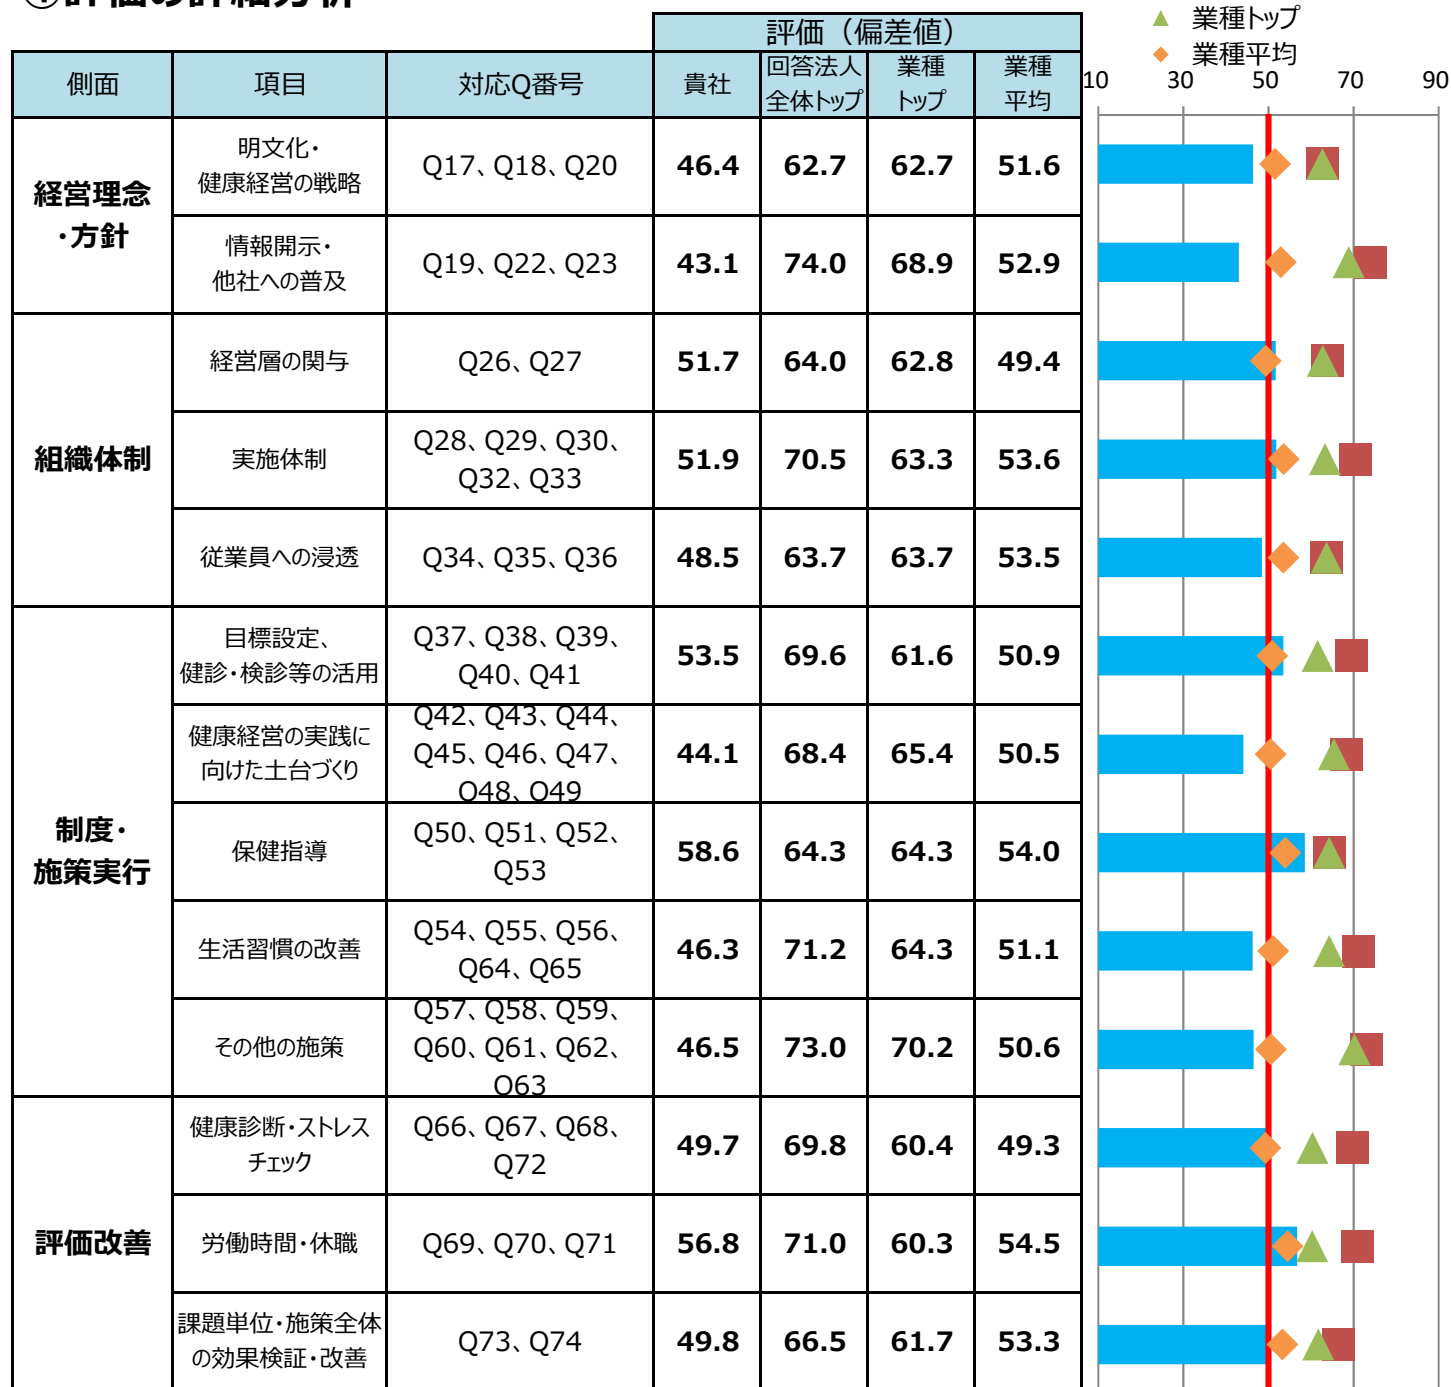 ①評価の詳細分析
▲ 業種トップ
◆ 業種平均
評価（偏差値）
側面 項目 対応Q番号 貴社 回答法人 業種 業種
全体トップ トップ 平均
10 30 50 70 90
経営理念
・方針
明文化・
健康経営の戦略
Q17、Q18、Q20 46.4 62.7 62.7 51.6
情報開示・
他社への普及
Q19、Q22、Q23 43.1 74.0 68.9 52.9
組織体制
経営層の関与 Q26、Q27 51.7 64.0 62.8 49.4
実施体制
Q28、Q29、Q30、
Q32、Q33
51.9 70.5 63.3 53.6
従業員への浸透 Q34、Q35、Q36 48.5 63.7 63.7 53.5
制度・
施策実行
目標設定、
健診・検診等の活用
Q37、Q38、Q39、
Q40、Q41
53.5 69.6 61.6 50.9
健康経営の実践に
向けた土台づくり
Q42、Q43、Q44、
Q45、Q46、Q47、
Q48、Q49
44.1 68.4 65.4 50.5
保健指導
Q50、Q51、Q52、
Q53
58.6 64.3 64.3 54.0
生活習慣の改善
Q54、Q55、Q56、
Q64、Q65
46.3 71.2 64.3 51.1
その他の施策
Q57、Q58、Q59、
Q60、Q61、Q62、
Q63
46.5 73.0 70.2 50.6
評価改善
健康診断・ストレス
チェック
Q66、Q67、Q68、
Q72
49.7 69.8 60.4 49.3
労働時間・休職 Q69、Q70、Q71 56.8 71.0 60.3 54.5
課題単位・施策全体
の効果検証・改善
Q73、Q74 49.8 66.5 61.7 53.3